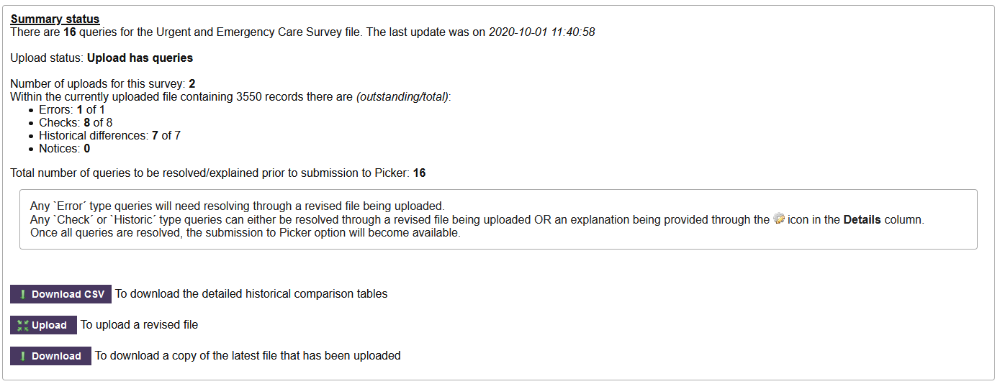 Summary status
There are 16 queries for the Urgent and Emergency Care Survey file. The last update was on 2020-10-01 11:40:58
Upload status: Upload has queries
Number of uploads for this survey: 2
Within the currently uploaded file containing 3550 records there are (outstanding/total):
• Errors: 1 of 1
• Checks: 8 of 8
• Historical differences: 7 of 7
• Notices: 0
Total number of queries to be resolved/explained prior to submission to Picker: 16
Any `Error´ type queries will need resolving through a revised file being uploaded.
Any `Check´ or `Historic´ type queries can either be resolved through a revised file being uploaded OR an explanation being provided through the icon in the Details column.
Once all queries are resolved, the submission to Picker option will become available.
Download CSV To download the detailed historical comparison tables
Upload To upload a revised file
Download To download a copy of the latest file that has been uploaded